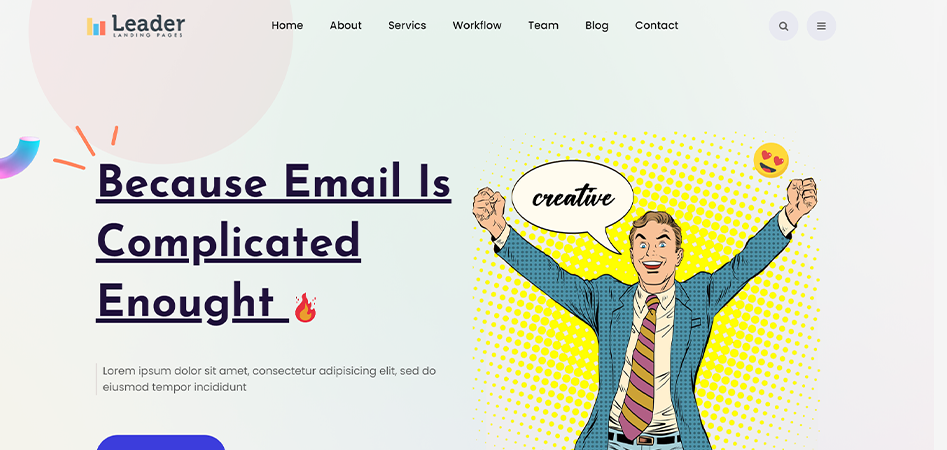 Leader
LANDING PAGES
Home About Servics Workflow Team Blog Contact
creative
Because Email Is
Complicated
Enought
Lorem ipsum dolor sit amet, consectetur adipisicing elit, sed do
eiusmod tempor incididunt